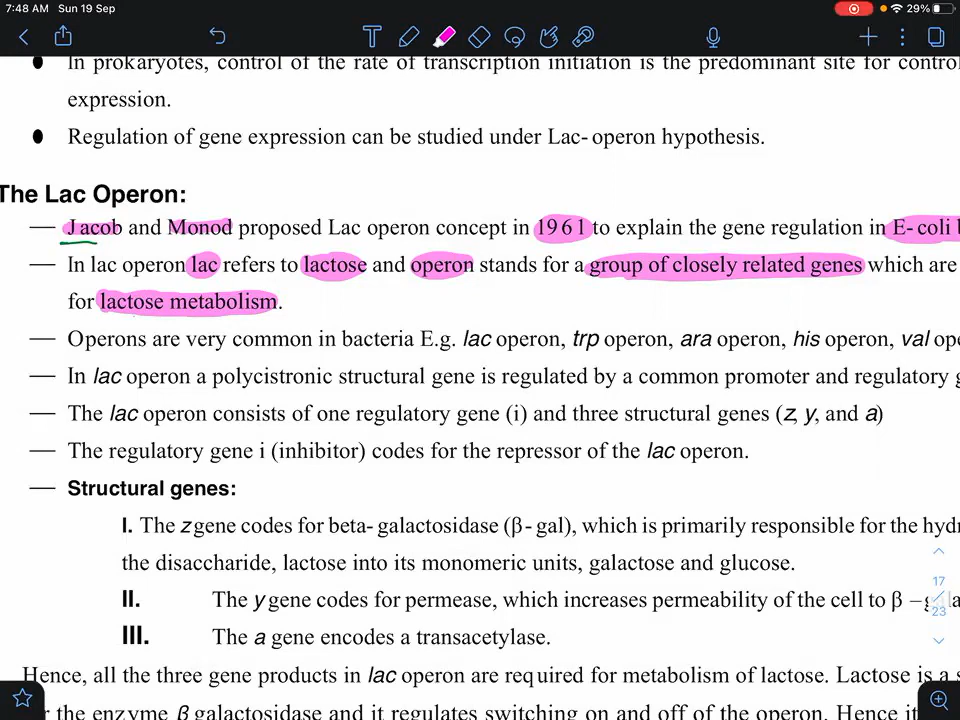 7:48 AM Sun 19 Sep 29%
In prokaryotes, control of the rate of transcription initiation is the predominant site for control
expression.
Regulation of gene expression can be studied under Lac- operon hypothesis.
The Lac Operon:
— Jacob and Monod proposed Lac operon concept in 1961 to explain the gene regulation in E- coli
— In lac operon lac refers to lactose and operon stands for a group of closely related genes which are
for lactose metabolism.
— Operons are very common in bacteria E.g. lac operon, trp operon, ara operon, his operon, val ope
— In lac operon a polycistronic structural gene is regulated by a common promoter and regulatory g
— The lac operon consists of one regulatory gene (i) and three structural genes (z, y, and a)
— The regulatory gene i (inhibitor) codes for the repressor of the lac operon.
— Structural genes:
I. The z gene codes for beta- galactosidase (β- gal), which is primarily responsible for the hyd
the disaccharide, lactose into its monomeric units, galactose and glucose.
17
II. The y gene codes for permease, which increases permeability of the cell to β –
23
III. The a gene encodes a transacetylase.
Hence, all the three gene products in lac operon are required for metabolism of lactose. Lactose is a s
the enzyme β galactosidase and it regulates switching on and off of the operon. Hence it